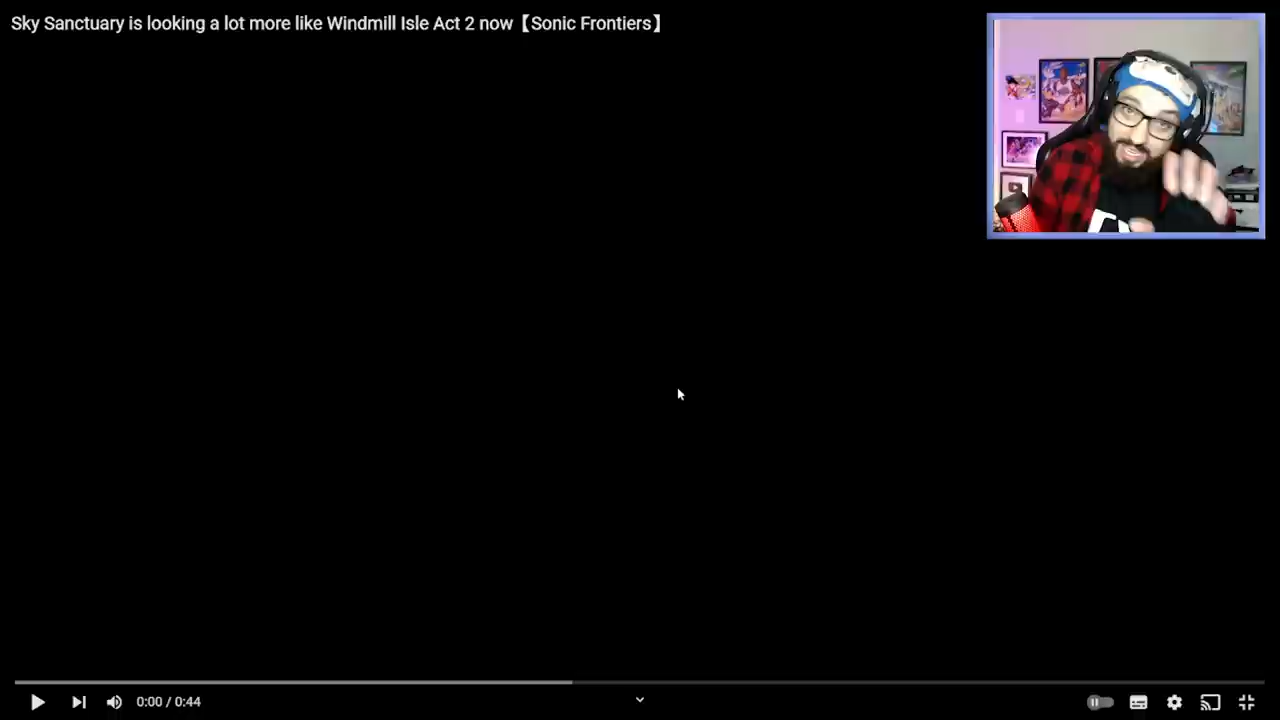 Sky Sanctuary is looking a lot more like Windmill Isle Act 2 now【Sonic Frontiers】
0:00 / 0:44